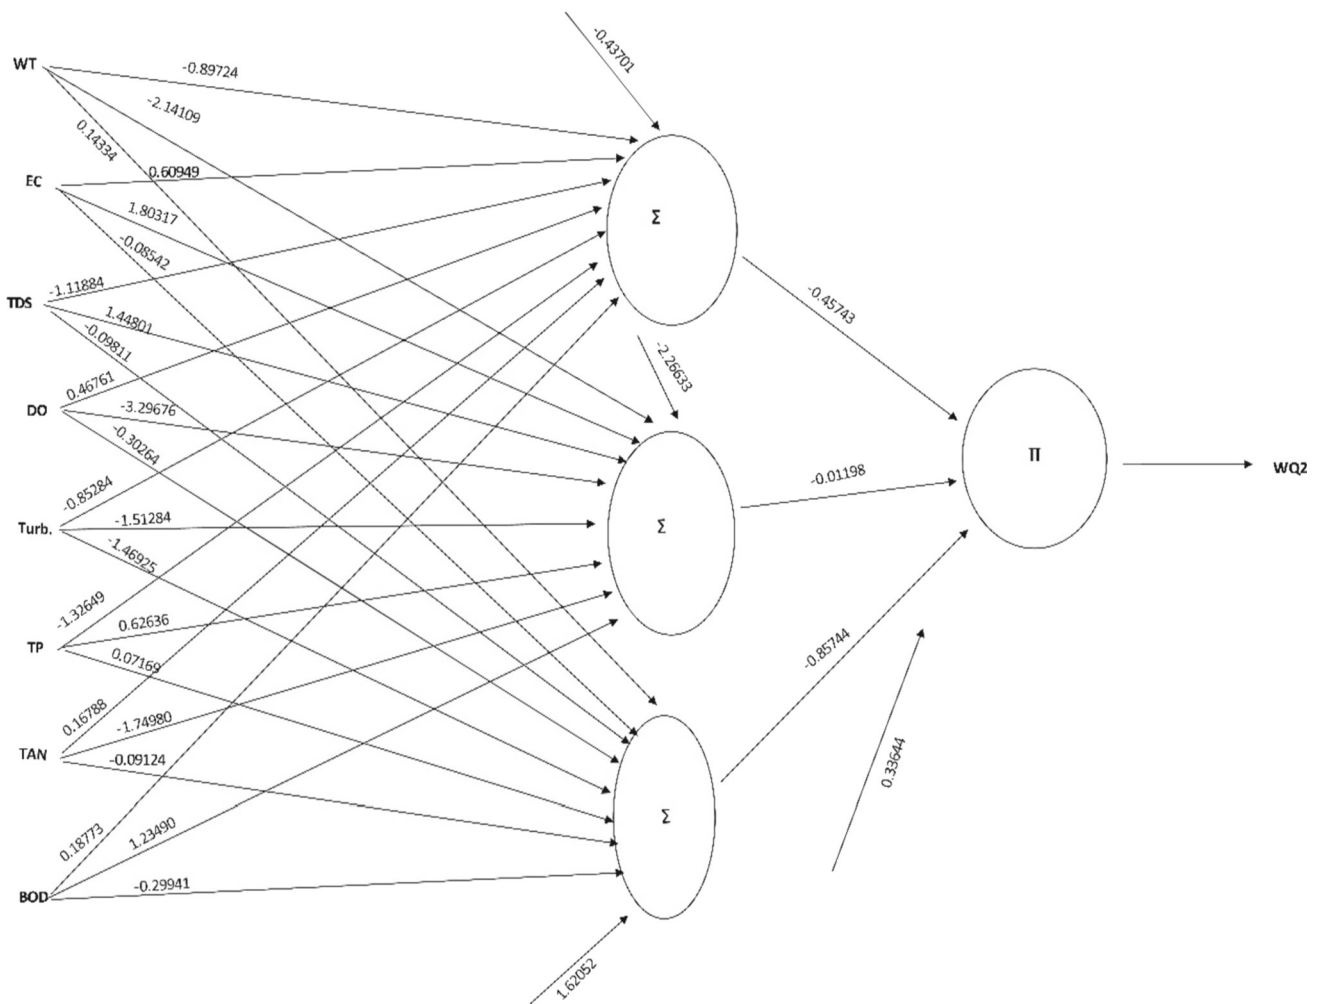 -0.43701
WT
-0.89724
-2.14109
0.14334
EC
0.60949
1.80317
-0.08542
TDS
-1.11884
1.44801
-0.09811
DO
0.46761
-3.29676
-0.30264
Turb.
-0.85284
-1.51284
-1.46925
TP
-1.32649
0.62636
0.07169
TAN
0.16788
-1.74980
-0.09124
BOD
0.18773
1.23490
-0.29941
Σ
-2.26633
Σ
Σ
1.62052
-0.45743
-0.01198
-0.85744
0.33644
Π
WQ2